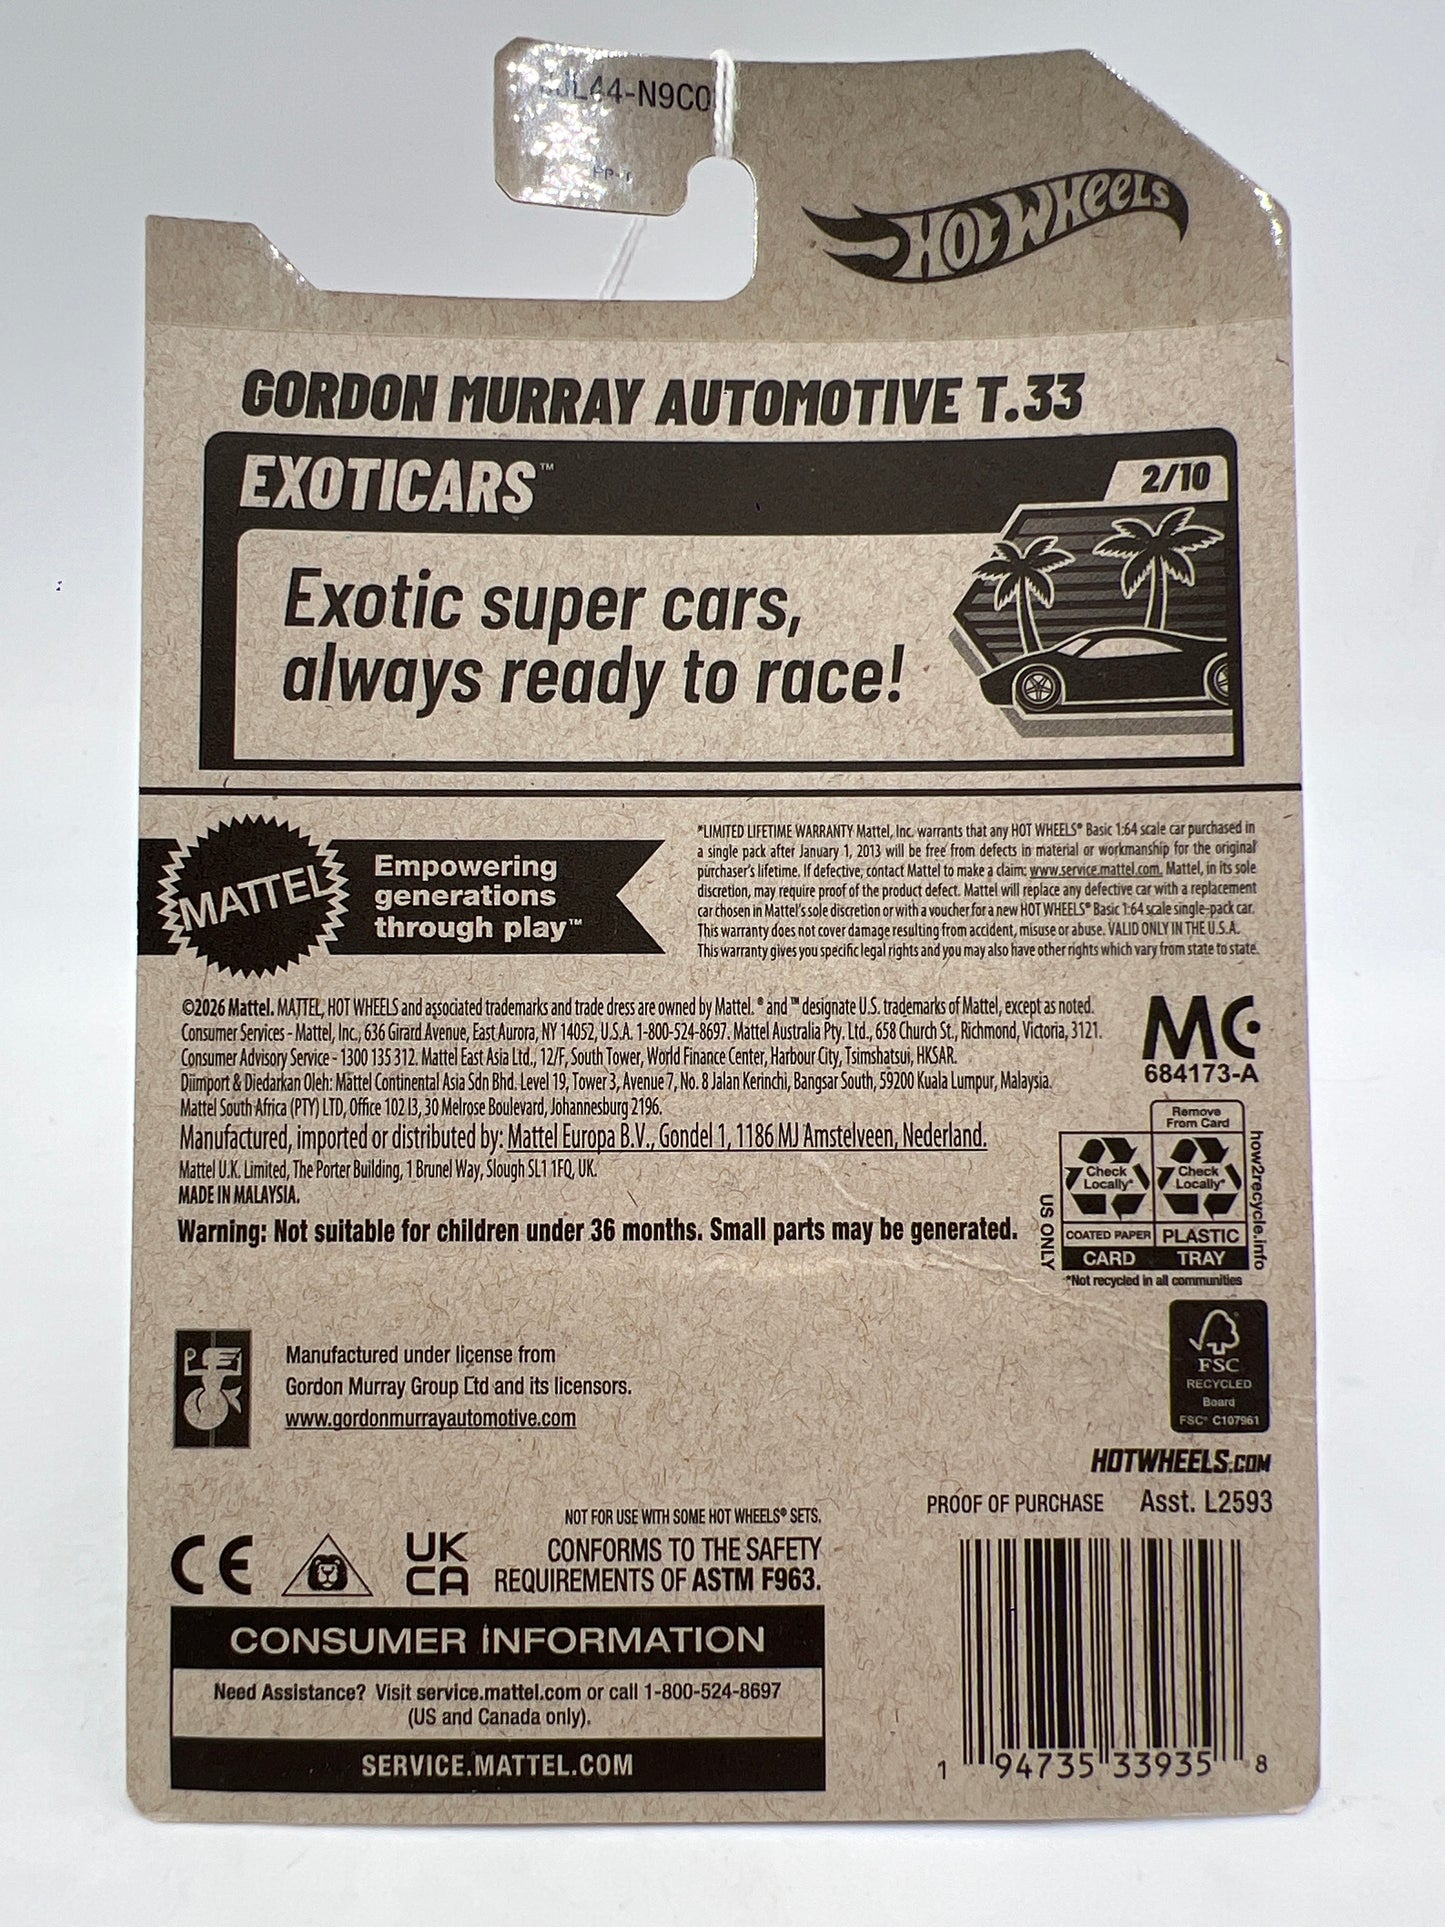 JL44-N9C0
HOT WHEELS
GORDON MURRAY AUTOMOTIVE T.33
EXOTICARS™
2/10
Exotic super cars,
always ready to race!
MATTEL
Empowering
generations
through play™
*LIMITED LIFETIME WARRANTY Mattel, Inc. warrants that any HOT WHEELS® Basic 1:64 scale car purchased in
a single pack after January 1, 2013 will be free from defects in material or workmanship for the original
purchaser's lifetime. If defective, contact Mattel to make a claim: www.service.mattel.com. Mattel, in its sole
discretion, may require proof of the product defect. Mattel will replace any defective car with a replacement
car chosen in Mattel's sole discretion or with a voucher for a new HOT WHEELS® Basic 1:64 scale single-pack car.
This warranty does not cover damage resulting from accident, misuse or abuse. VALID ONLY IN THE U.S.A.
This warranty gives you specific legal rights and you may also have other rights which vary from state to state.
©2026 Mattel. MATTEL, HOT WHEELS and associated trademarks and trade dress are owned by Mattel. ® and ™ designate U.S. trademarks of Mattel, except as noted.
Consumer Services - Mattel, Inc., 636 Girard Avenue, East Aurora, NY 14052, U.S.A. 1-800-524-8697. Mattel Australia Pty. Ltd., 658 Church St., Richmond, Victoria, 3121.
Consumer Advisory Service - 1300 135 312. Mattel East Asia Ltd., 12/F, South Tower, World Finance Center, Harbour City, Tsimshatsui, HKSAR.
Diimport & Diedarkan Oleh: Mattel Continental Asia Sdn Bhd. Level 19, Tower 3, Avenue 7, No. 8 Jalan Kerinchi, Bangsar South, 59200 Kuala Lumpur, Malaysia.
Mattel South Africa (PTY) LTD, Office 102 I3, 30 Melrose Boulevard, Johannesburg 2196.
Manufactured, imported or distributed by: Mattel Europa B.V., Gondel 1, 1186 MJ Amstelveen, Nederland.
Mattel U.K. Limited, The Porter Building, 1 Brunel Way, Slough SL1 1FQ, UK.
MADE IN MALAYSIA.
Warning: Not suitable for children under 36 months. Small parts may be generated.
MC
684173-A
Remove
From Card
Check
Locally*
Check
Locally*
COATED PAPER
PLASTIC
CARD
TRAY
US ONLY
how2recycle.info
*Not recycled in all communities
FSC
RECYCLED
Board
FSC® C107961
Manufactured under license from
Gordon Murray Group Ltd and its licensors.
www.gordonmurrayautomotive.com
HOTWHEELS.COM
PROOF OF PURCHASE
Asst. L2593
NOT FOR USE WITH SOME HOT WHEELS® SETS.
CE
UK
CA
CONFORMS TO THE SAFETY
REQUIREMENTS OF ASTM F963.
CONSUMER INFORMATION
Need Assistance? Visit service.mattel.com or call 1-800-524-8697
(US and Canada only).
SERVICE.MATTEL.COM
1 94735 33935 8